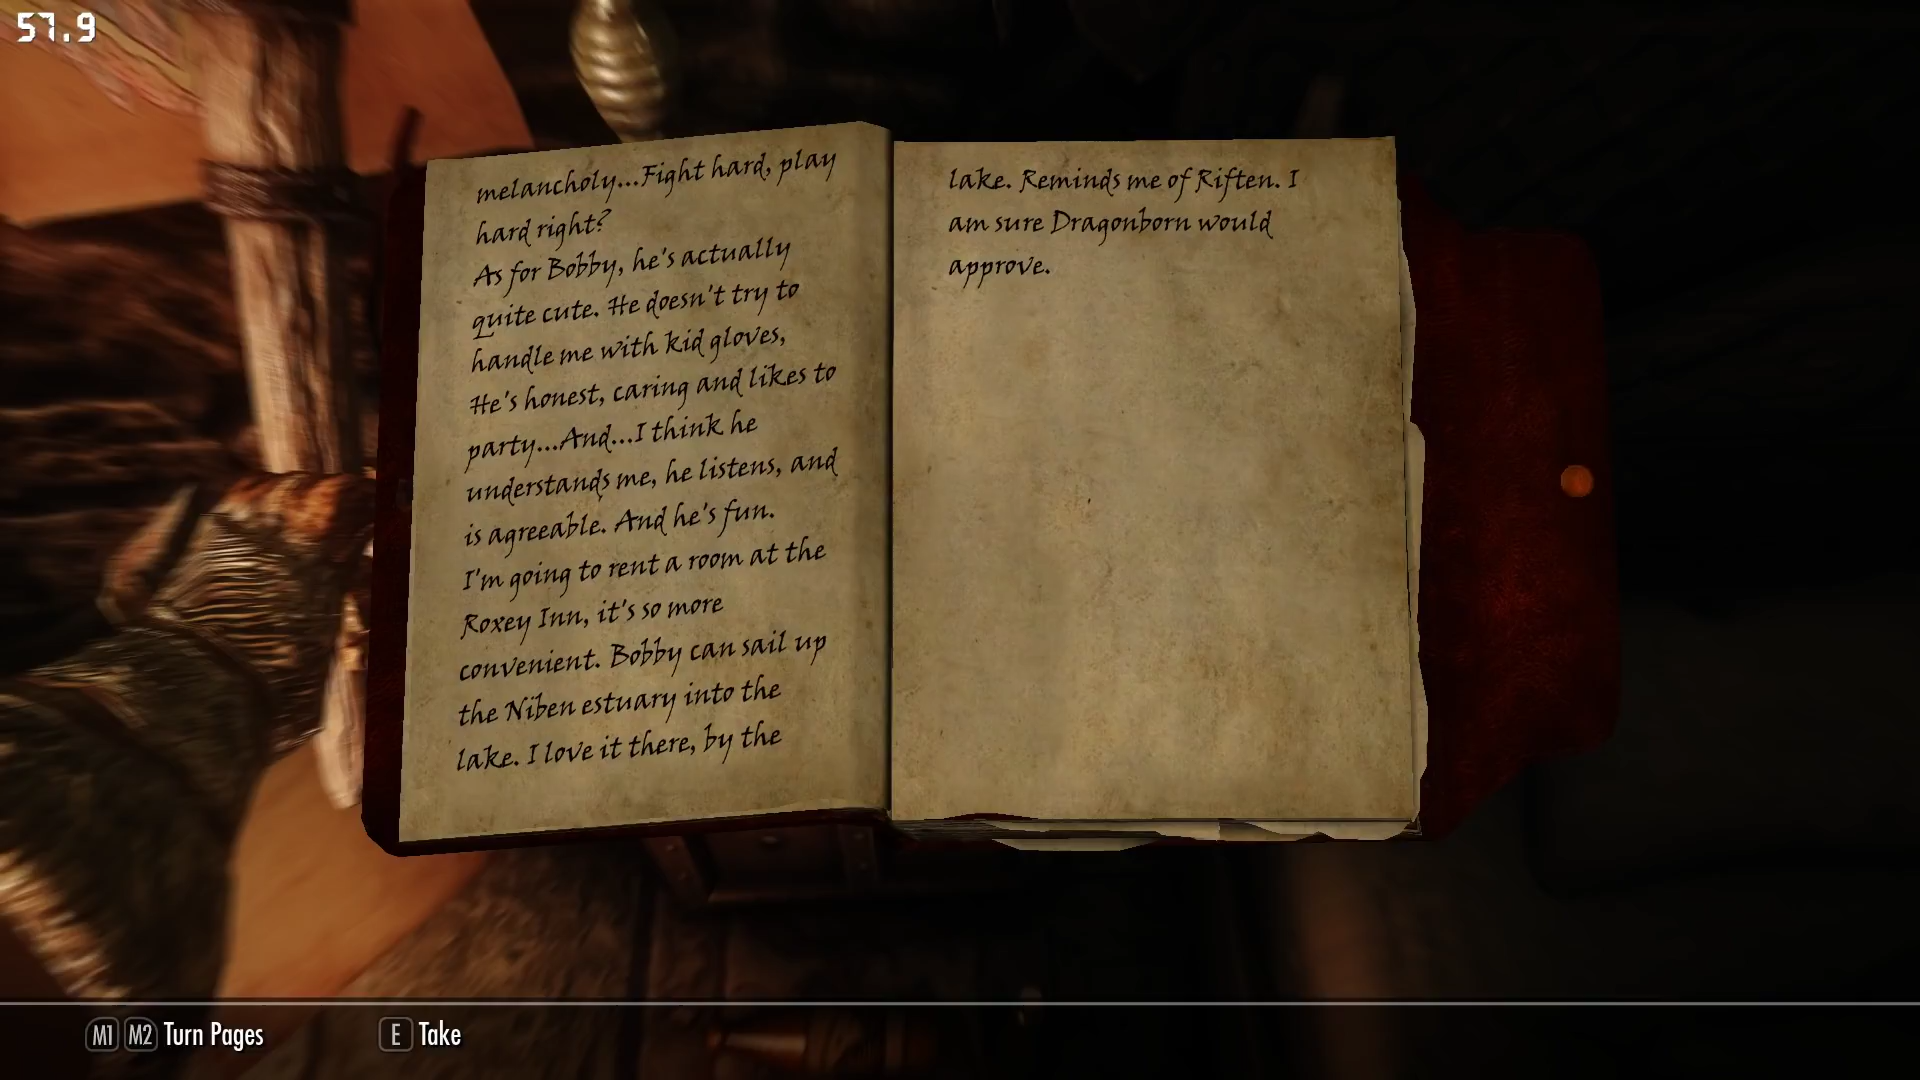 57.9
melancholy...Fight hard, play
hard right?
As for Bobby, he's actually
quite cute. He doesn't try to
handle me with kid gloves,
He's honest, caring and likes to
party...And...I think he
understands me, he listens, and
is agreeable. And he's fun.
I'm going to rent a room at the
Roxey Inn, it's so more
convenient. Bobby can sail up
the Niben estuary into the
lake. I love it there, by the
lake. Reminds me of Riften. I
am sure Dragonborn would
approve.
M1 M2 Turn Pages E Take